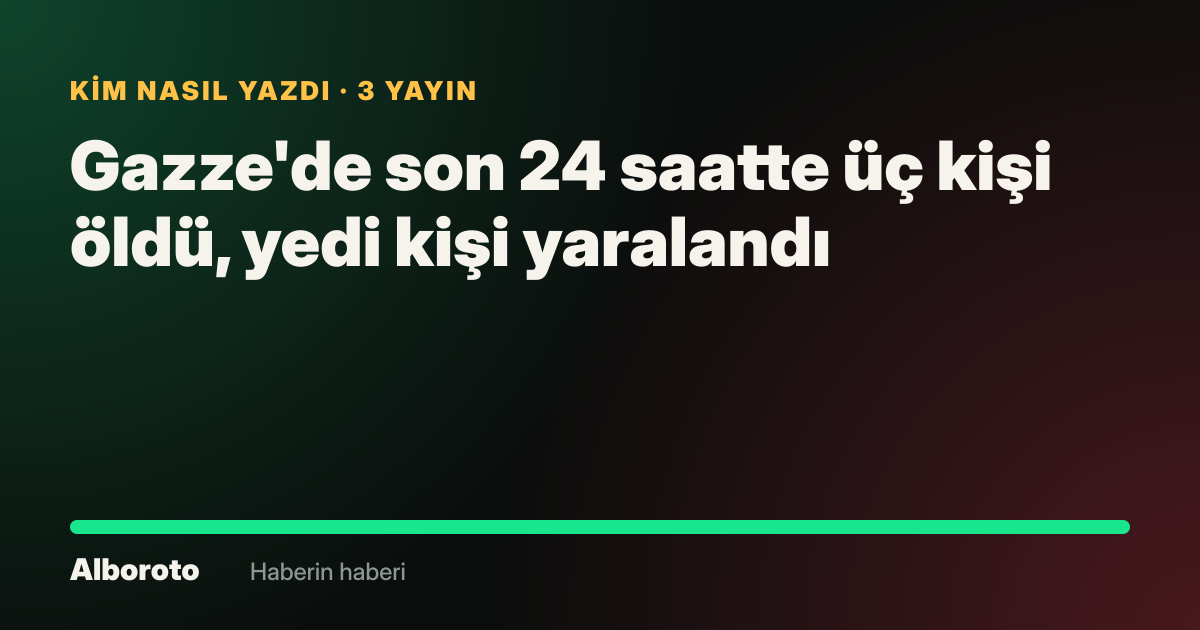 KİM NASIL YAZDI · 3 YAYIN
Gazze'de son 24 saatte üç kişi
öldü, yedi kişi yaralandı
Alboroto
Haberin haberi